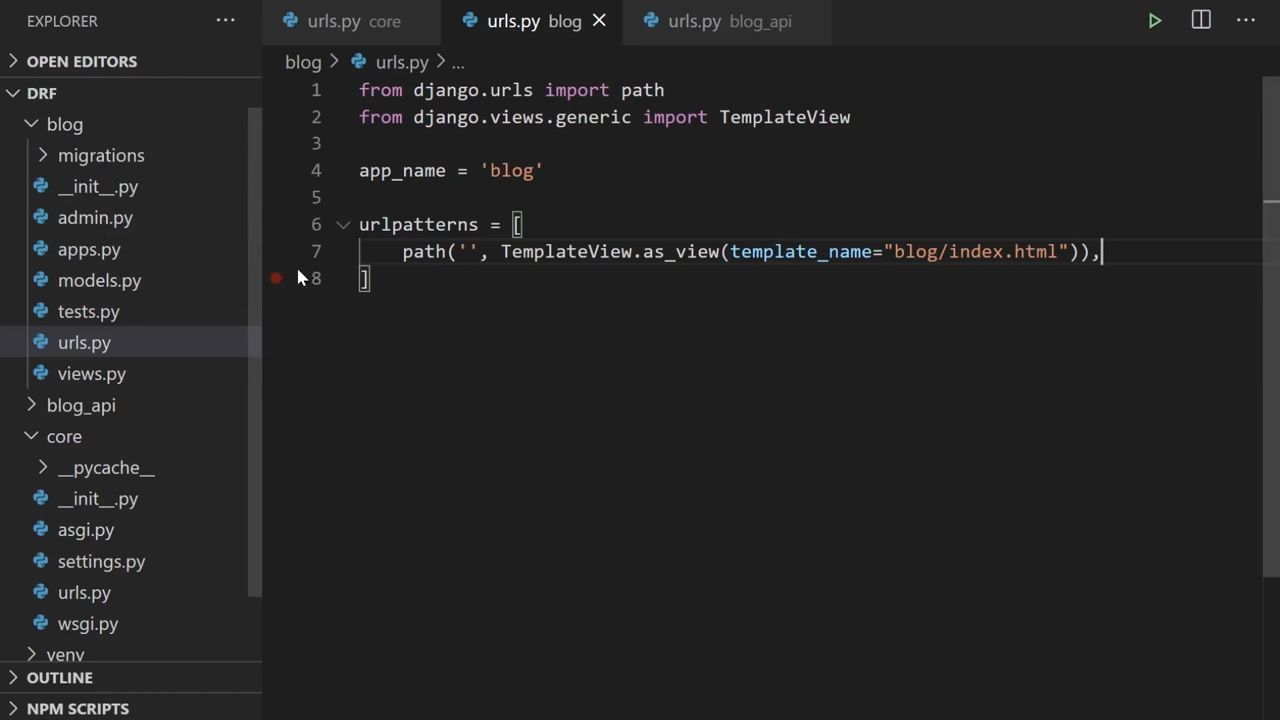 EXPLORER
OPEN EDITORS
DRF
blog
migrations
__init__.py
admin.py
apps.py
models.py
tests.py
urls.py
views.py
blog_api
core
__pycache__
__init__.py
asgi.py
settings.py
urls.py
wsgi.py
venv
OUTLINE
NPM SCRIPTS
urls.py core
urls.py blog
urls.py blog_api
blog > urls.py > ...
1 from django.urls import path
2 from django.views.generic import TemplateView
3
4 app_name = 'blog'
5
6 urlpatterns = [
7 path('', TemplateView.as_view(template_name="blog/index.html")),
8 ]